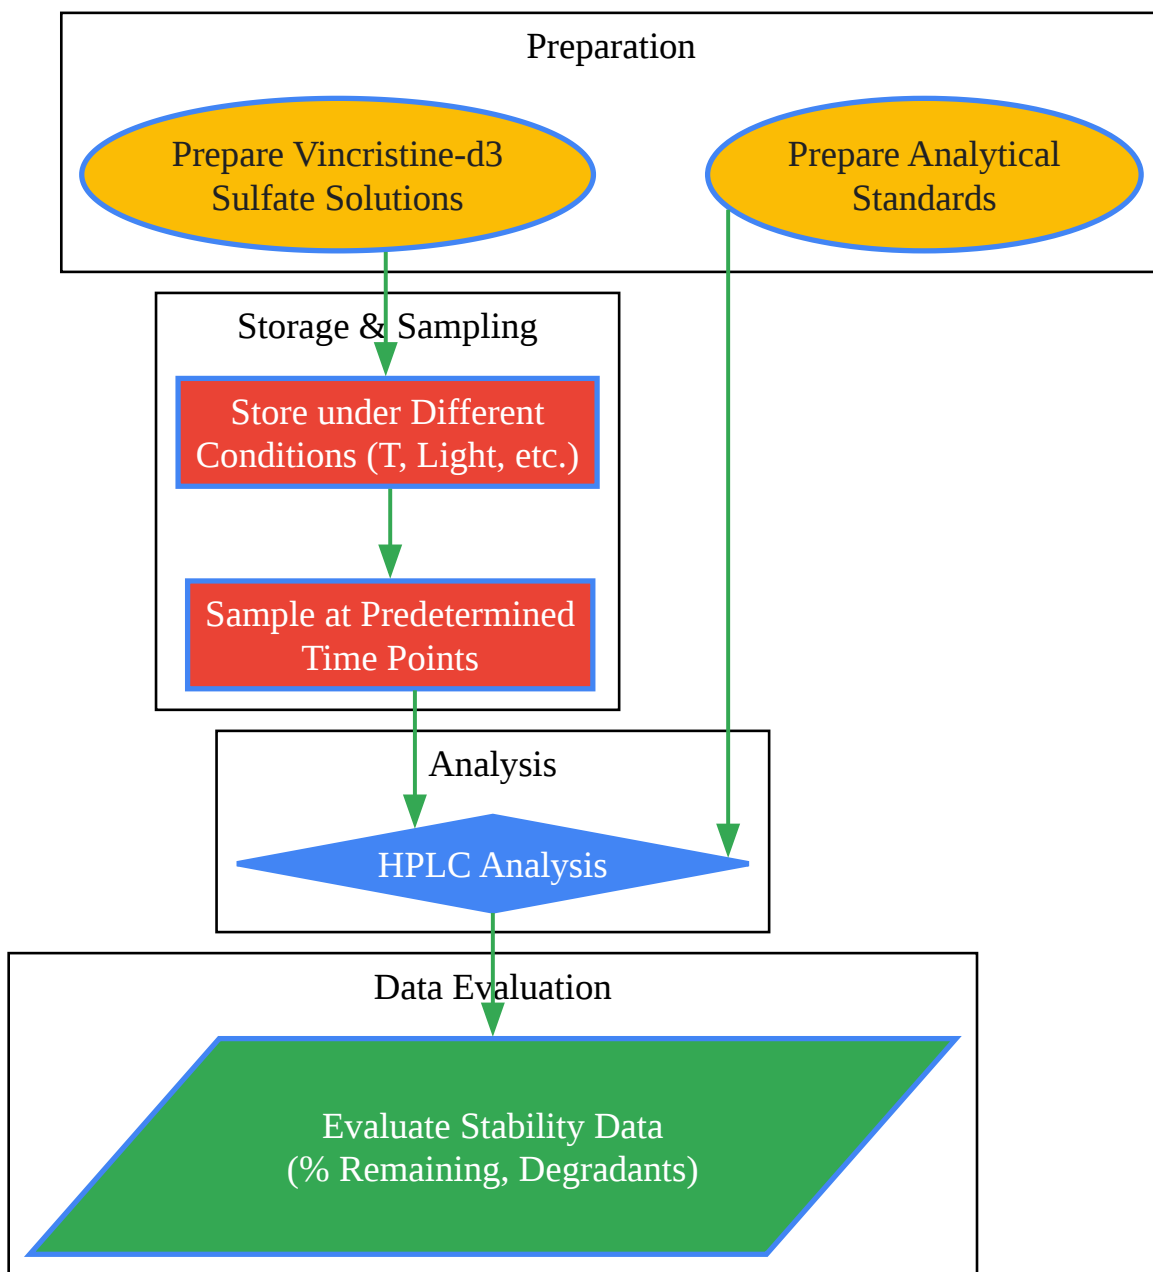 Preparation
Prepare Vincristine-d3
Sulfate Solutions
Prepare Analytical
Standards
Storage & Sampling
Store under Different
Conditions (T, Light, etc.)
Sample at Predetermined
Time Points
Analysis
HPLC Analysis
Data Evaluation
Evaluate Stability Data
(% Remaining, Degradants)